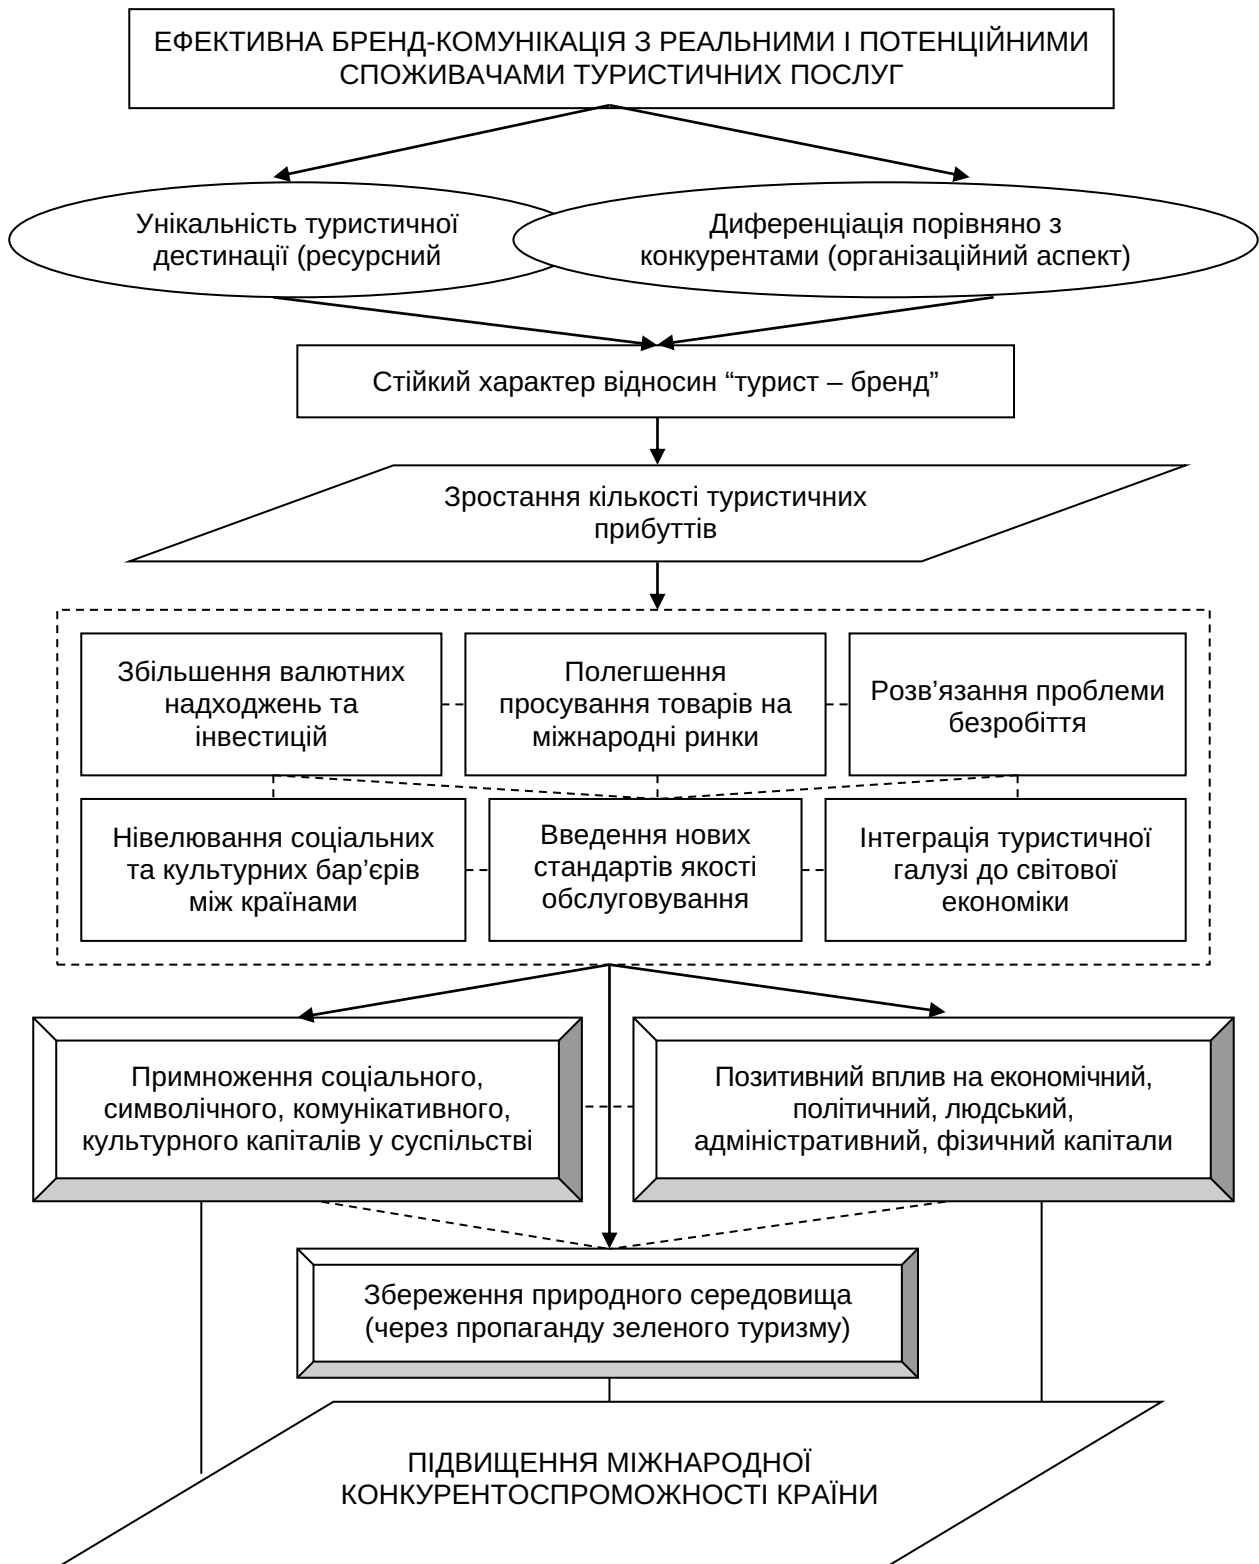 ЕФЕКТИВНА БРЕНД-КОМУНІКАЦІЯ З РЕАЛЬНИМИ І ПОТЕНЦІЙНИМИ
СПОЖИВАЧАМИ ТУРИСТИЧНИХ ПОСЛУГ
Унікальність туристичної
дестинації (ресурсний
Диференціація порівняно з
конкурентами (організаційний аспект)
Стійкий характер відносин “турист – бренд”
Зростання кількості туристичних
прибуттів
Збільшення валютних
надходжень та
інвестицій
Полегшення
просування товарів на
міжнародні ринки
Розв’язання проблеми
безробіття
Нівелювання соціальних
та культурних бар’єрів
між країнами
Введення нових
стандартів якості
обслуговування
Інтеграція туристичної
галузі до світової
економіки
Примноження соціального,
символічного, комунікативного,
культурного капіталів у суспільстві
Позитивний вплив на економічний,
політичний, людський,
адміністративний, фізичний капітали
Збереження природного середовища
(через пропаганду зеленого туризму)
ПІДВИЩЕННЯ МІЖНАРОДНОЇ
КОНКУРЕНТОСПРОМОЖНОСТІ КРАЇНИ